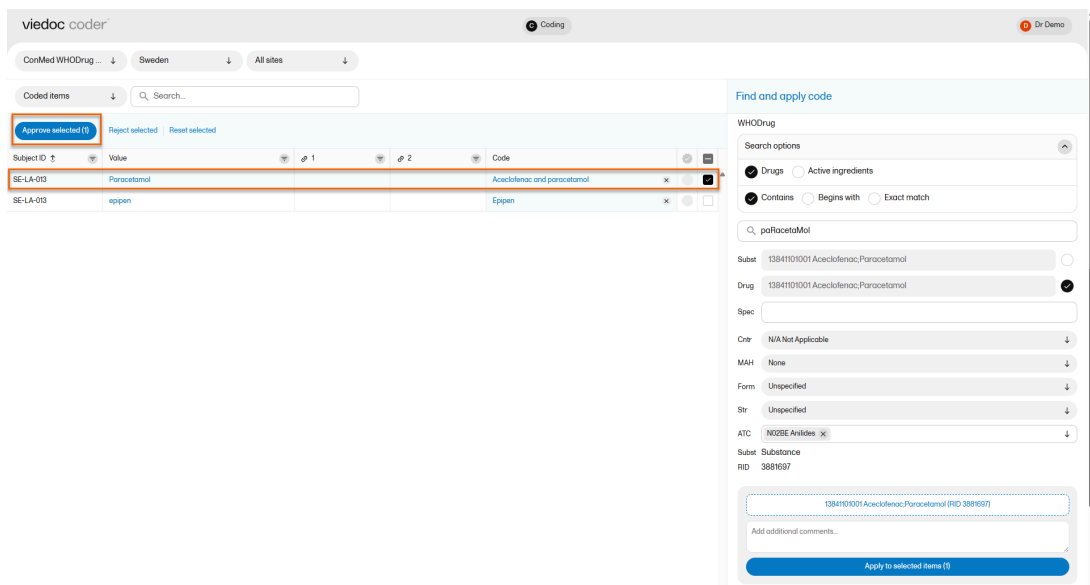 viedoc coder
C Coding
D Dr Demo
ConMed WHODrug ... ↓ Sweden ↓ All sites ↓
Coded items ↓ Search...
Approve selected (1) Reject selected Reset selected
Subject ID ↑ Value 1 2 Code
SE-LA-013 Paracetamol Aceclofenac and paracetamol ×
SE-LA-013 epipen Epipen ×
Find and apply code
WHODrug
Search options
Drugs Active ingredients
Contains Begins with Exact match
paRacetaMol
Subst 13841101001 Aceclofenac;Paracetamol
Drug 13841101001 Aceclofenac;Paracetamol
Spec
Cntr N/A Not Applicable ↓
MAH None ↓
Form Unspecified ↓
Str Unspecified ↓
ATC N02BE Anilides × ↓
Subst Substance
RID 3881697
13841101001 Aceclofenac;Paracetamol (RID 3881697)
Add additional comments...
Apply to selected items (1)